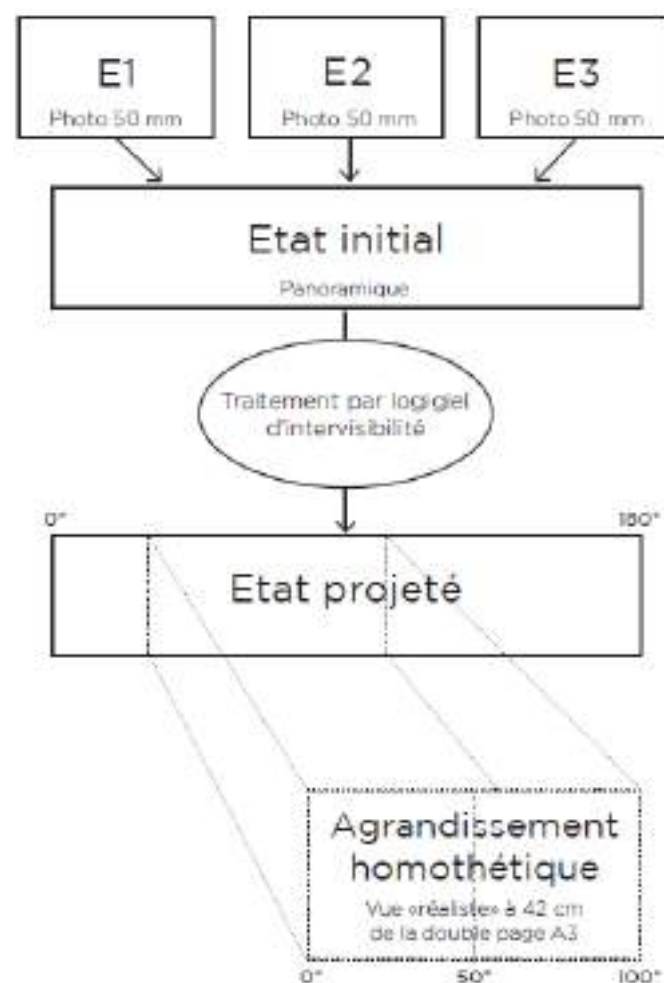 E1
Photo 50 mm
E2
Photo 50 mm
E3
Photo 50 mm
Etat initial
Panoramique
Traitement par logigiel
d'intervisibilité
0°
180°
Etat projeté
Agrandissement
homothétique
Vue «réaliste» à 42 cm
de la double page A3
0°
50°
100°